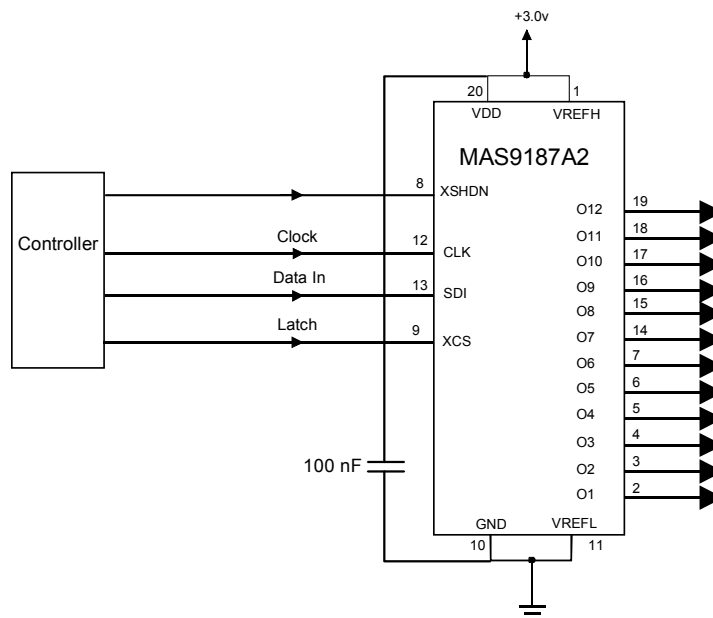 +3.0v
20 1
VDD VREFH
MAS9187A2
Controller
8 XSHDN
Clock 12 CLK
Data In 13 SDI
Latch 9 XCS
O12 19
O11 18
O10 17
O9 16
O8 15
O7 14
O6 7
O5 6
O4 5
O3 4
O2 3
O1 2
100 nF
GND VREFL
10 11